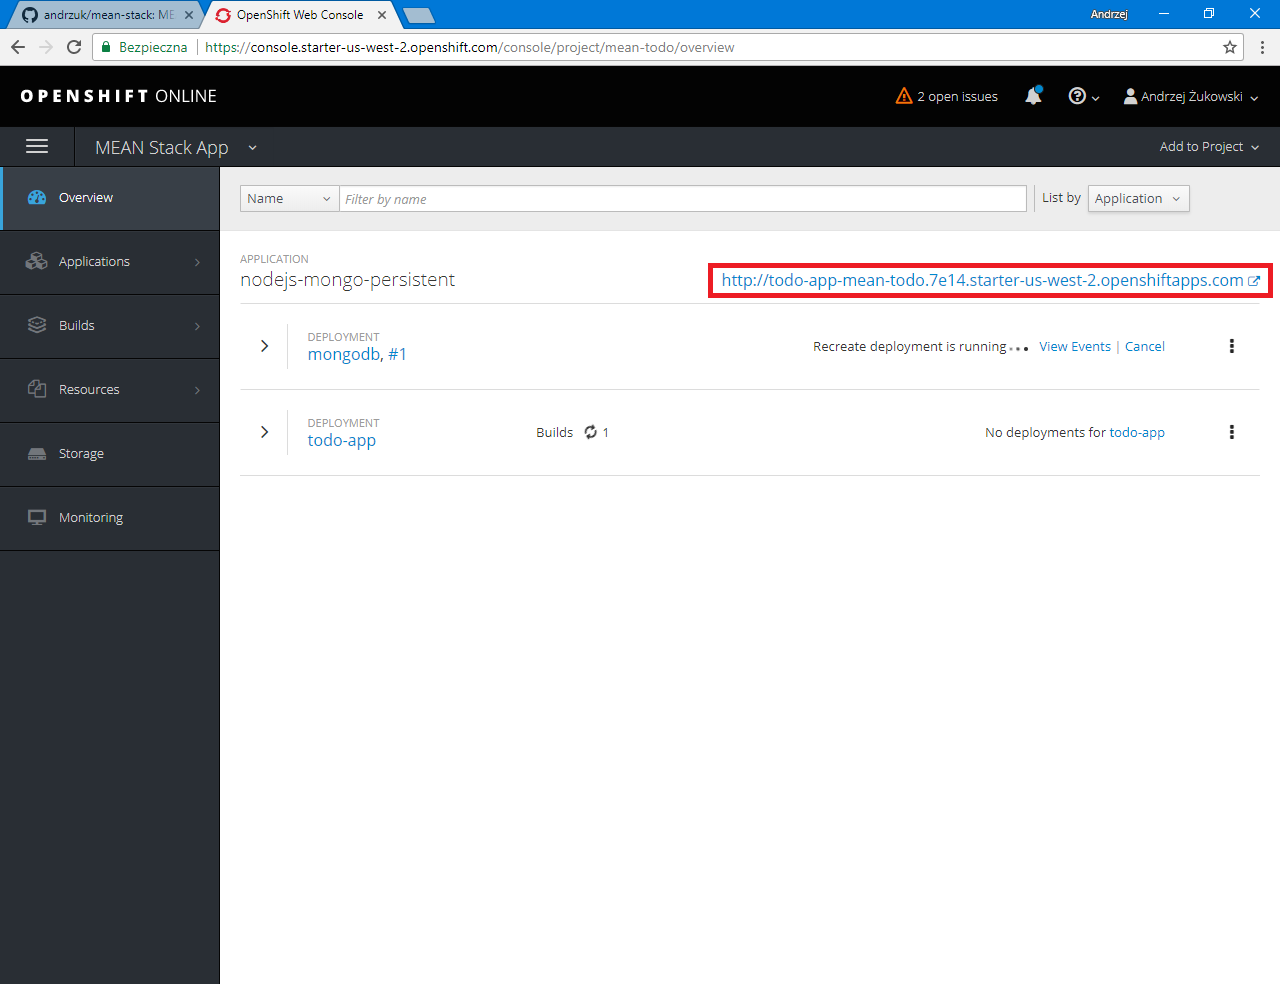 andrzuk/mean-stack: ME
OpenShift Web Console
Andrzej
Bezpieczna
https://console.starter-us-west-2.openshift.com/console/project/mean-todo/overview
OPENSHIFT ONLINE
2 open issues
Andrzej Żukowski
MEAN Stack App
Add to Project
Overview
Applications
Builds
Resources
Storage
Monitoring
Name
Filter by name
List by
Application
APPLICATION
nodejs-mongo-persistent
http://todo-app-mean-todo.7e14.starter-us-west-2.openshiftapps.com
DEPLOYMENT
mongodb, #1
Recreate deployment is running... View Events | Cancel
DEPLOYMENT
todo-app
Builds 1
No deployments for todo-app